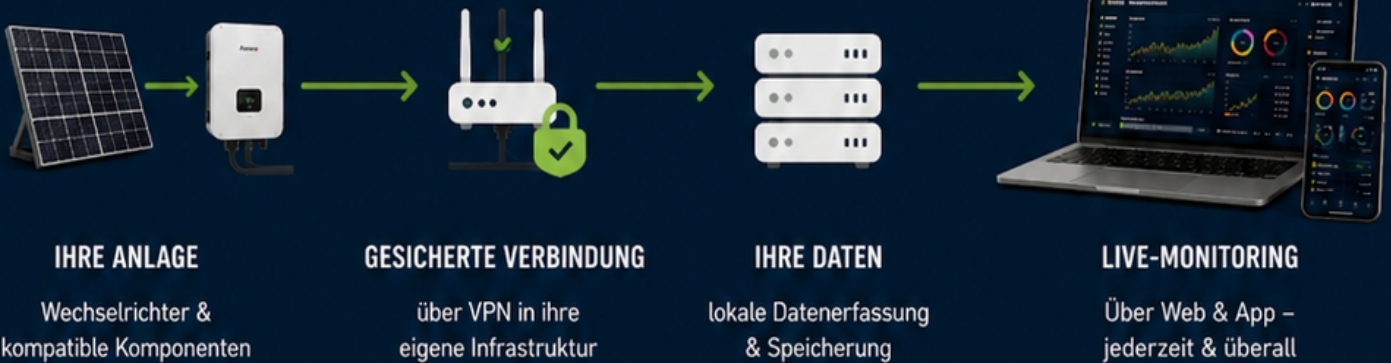 IHRE ANLAGE
Wechselrichter &
kompatible Komponenten
GESICHERTE VERBINDUNG
über VPN in ihre
eigene Infrastruktur
IHRE DATEN
lokale Datenerfassung
& Speicherung
LIVE-MONITORING
Über Web & App –
jederzeit & überall